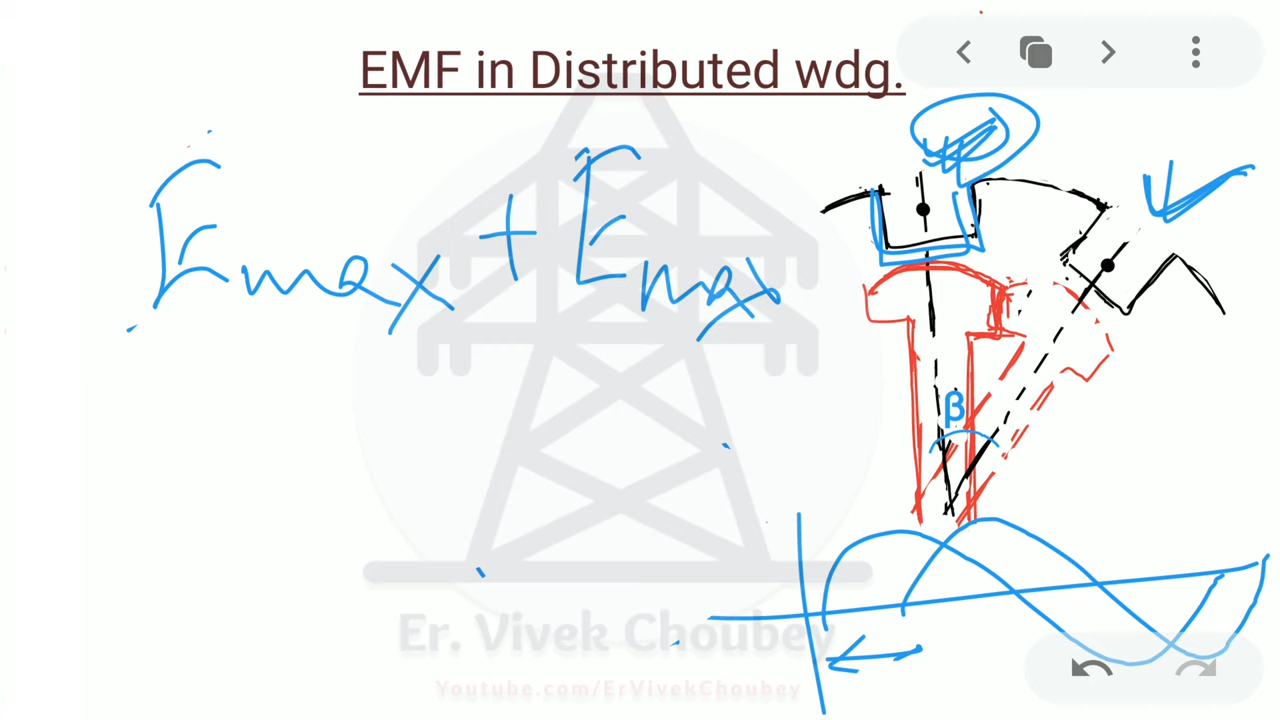 EMF in Distributed wdg.
Emax + Emax
β
Er. Vivek Choubey
Youtube.com/ErVivekChoubey